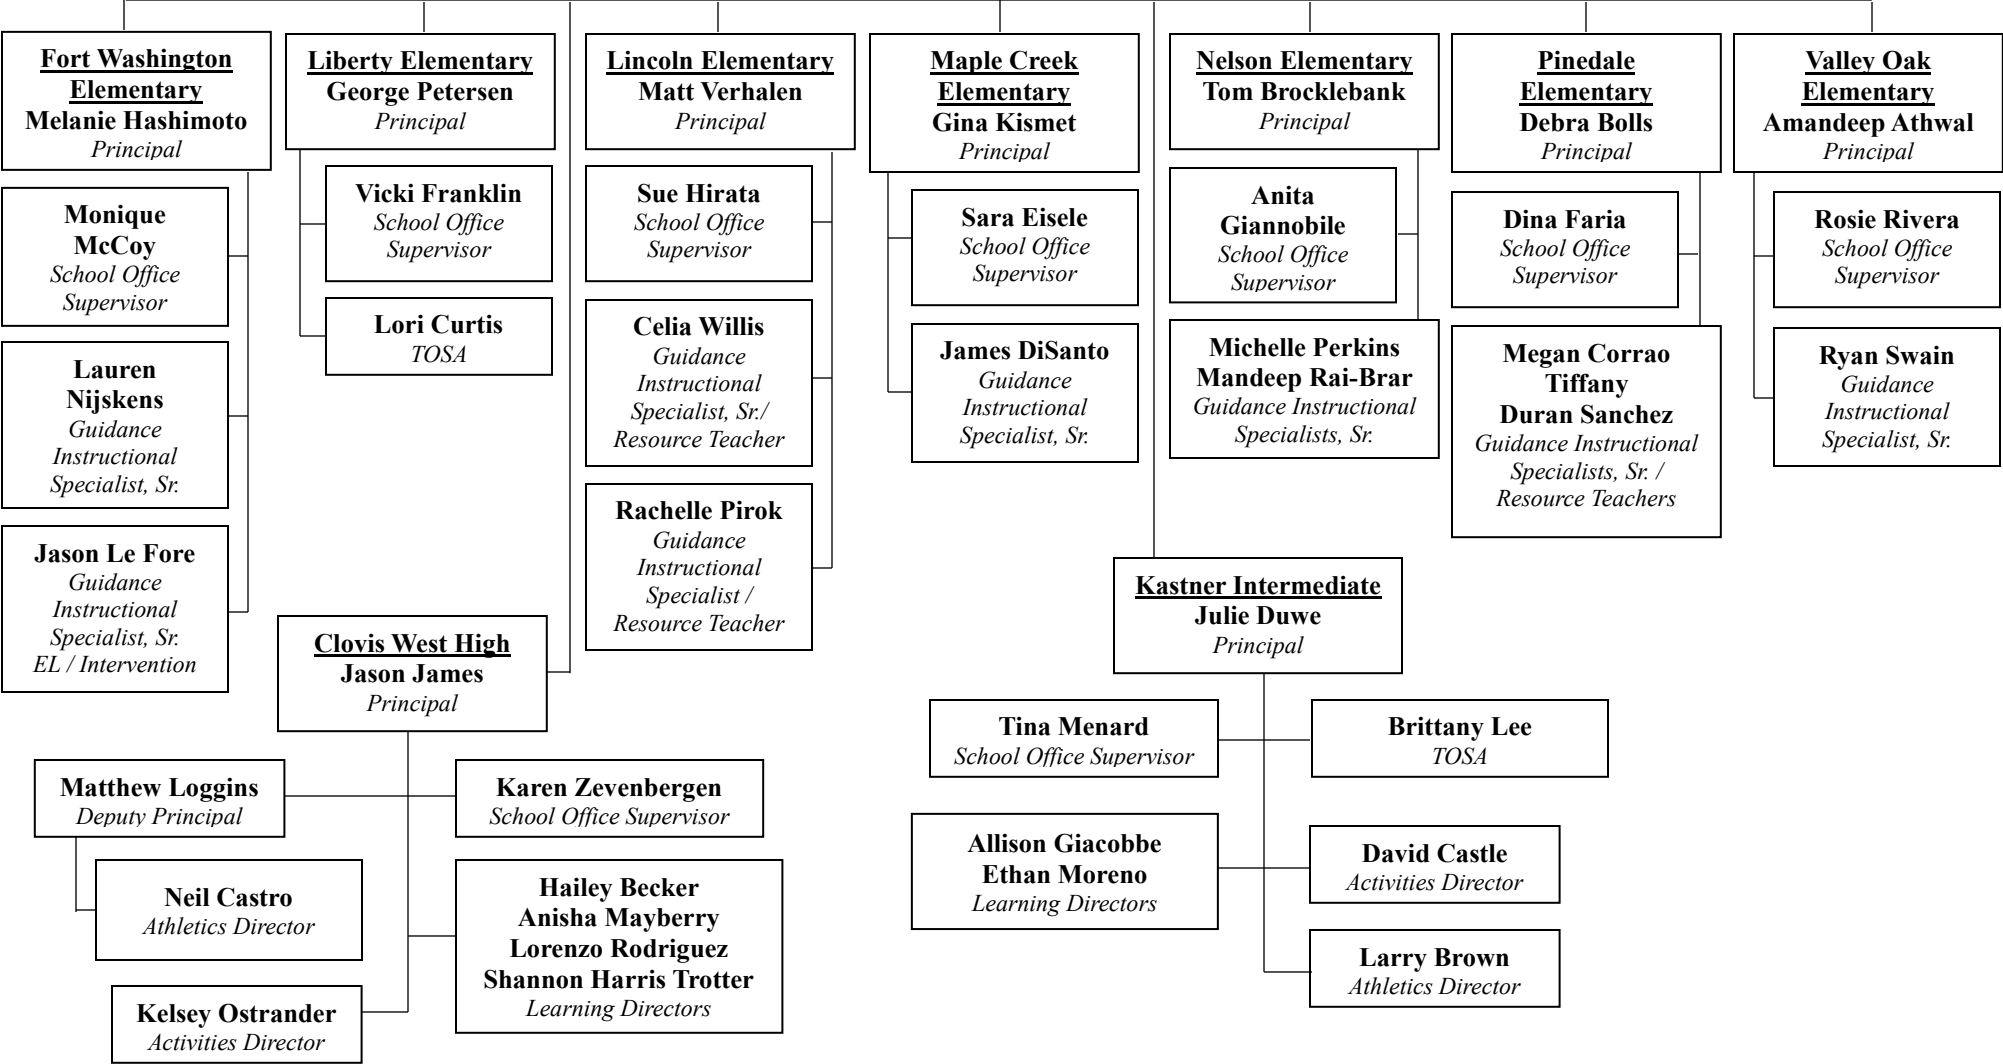 Fort Washington
Elementary
Melanie Hashimoto
Principal
Monique
McCoy
School Office
Supervisor
Lauren
Nijskens
Guidance
Instructional
Specialist, Sr.
Jason Le Fore
Guidance
Instructional
Specialist, Sr.
EL / Intervention
Liberty Elementary
George Petersen
Principal
Vicki Franklin
School Office
Supervisor
Lori Curtis
TOSA
Lincoln Elementary
Matt Verhalen
Principal
Sue Hirata
School Office
Supervisor
Celia Willis
Guidance
Instructional
Specialist, Sr./
Resource Teacher
Rachelle Pirok
Guidance
Instructional
Specialist /
Resource Teacher
Maple Creek
Elementary
Gina Kismet
Principal
Sara Eisele
School Office
Supervisor
James DiSanto
Guidance
Instructional
Specialist, Sr.
Nelson Elementary
Tom Brocklebank
Principal
Anita
Giannobile
School Office
Supervisor
Michelle Perkins
Mandeep Rai-Brar
Guidance Instructional
Specialists, Sr.
Pinedale
Elementary
Debra Bolls
Principal
Dina Faria
School Office
Supervisor
Megan Corrao
Tiffany
Duran Sanchez
Guidance Instructional
Specialists, Sr. /
Resource Teachers
Valley Oak
Elementary
Amandeep Athwal
Principal
Rosie Rivera
School Office
Supervisor
Ryan Swain
Guidance
Instructional
Specialist, Sr.
Clovis West High
Jason James
Principal
Matthew Loggins
Deputy Principal
Neil Castro
Athletics Director
Kelsey Ostrander
Activities Director
Karen Zevenbergen
School Office Supervisor
Hailey Becker
Anisha Mayberry
Lorenzo Rodriguez
Shannon Harris Trotter
Learning Directors
Kastner Intermediate
Julie Duwe
Principal
Tina Menard
School Office Supervisor
Brittany Lee
TOSA
Allison Giacobbe
Ethan Moreno
Learning Directors
David Castle
Activities Director
Larry Brown
Athletics Director